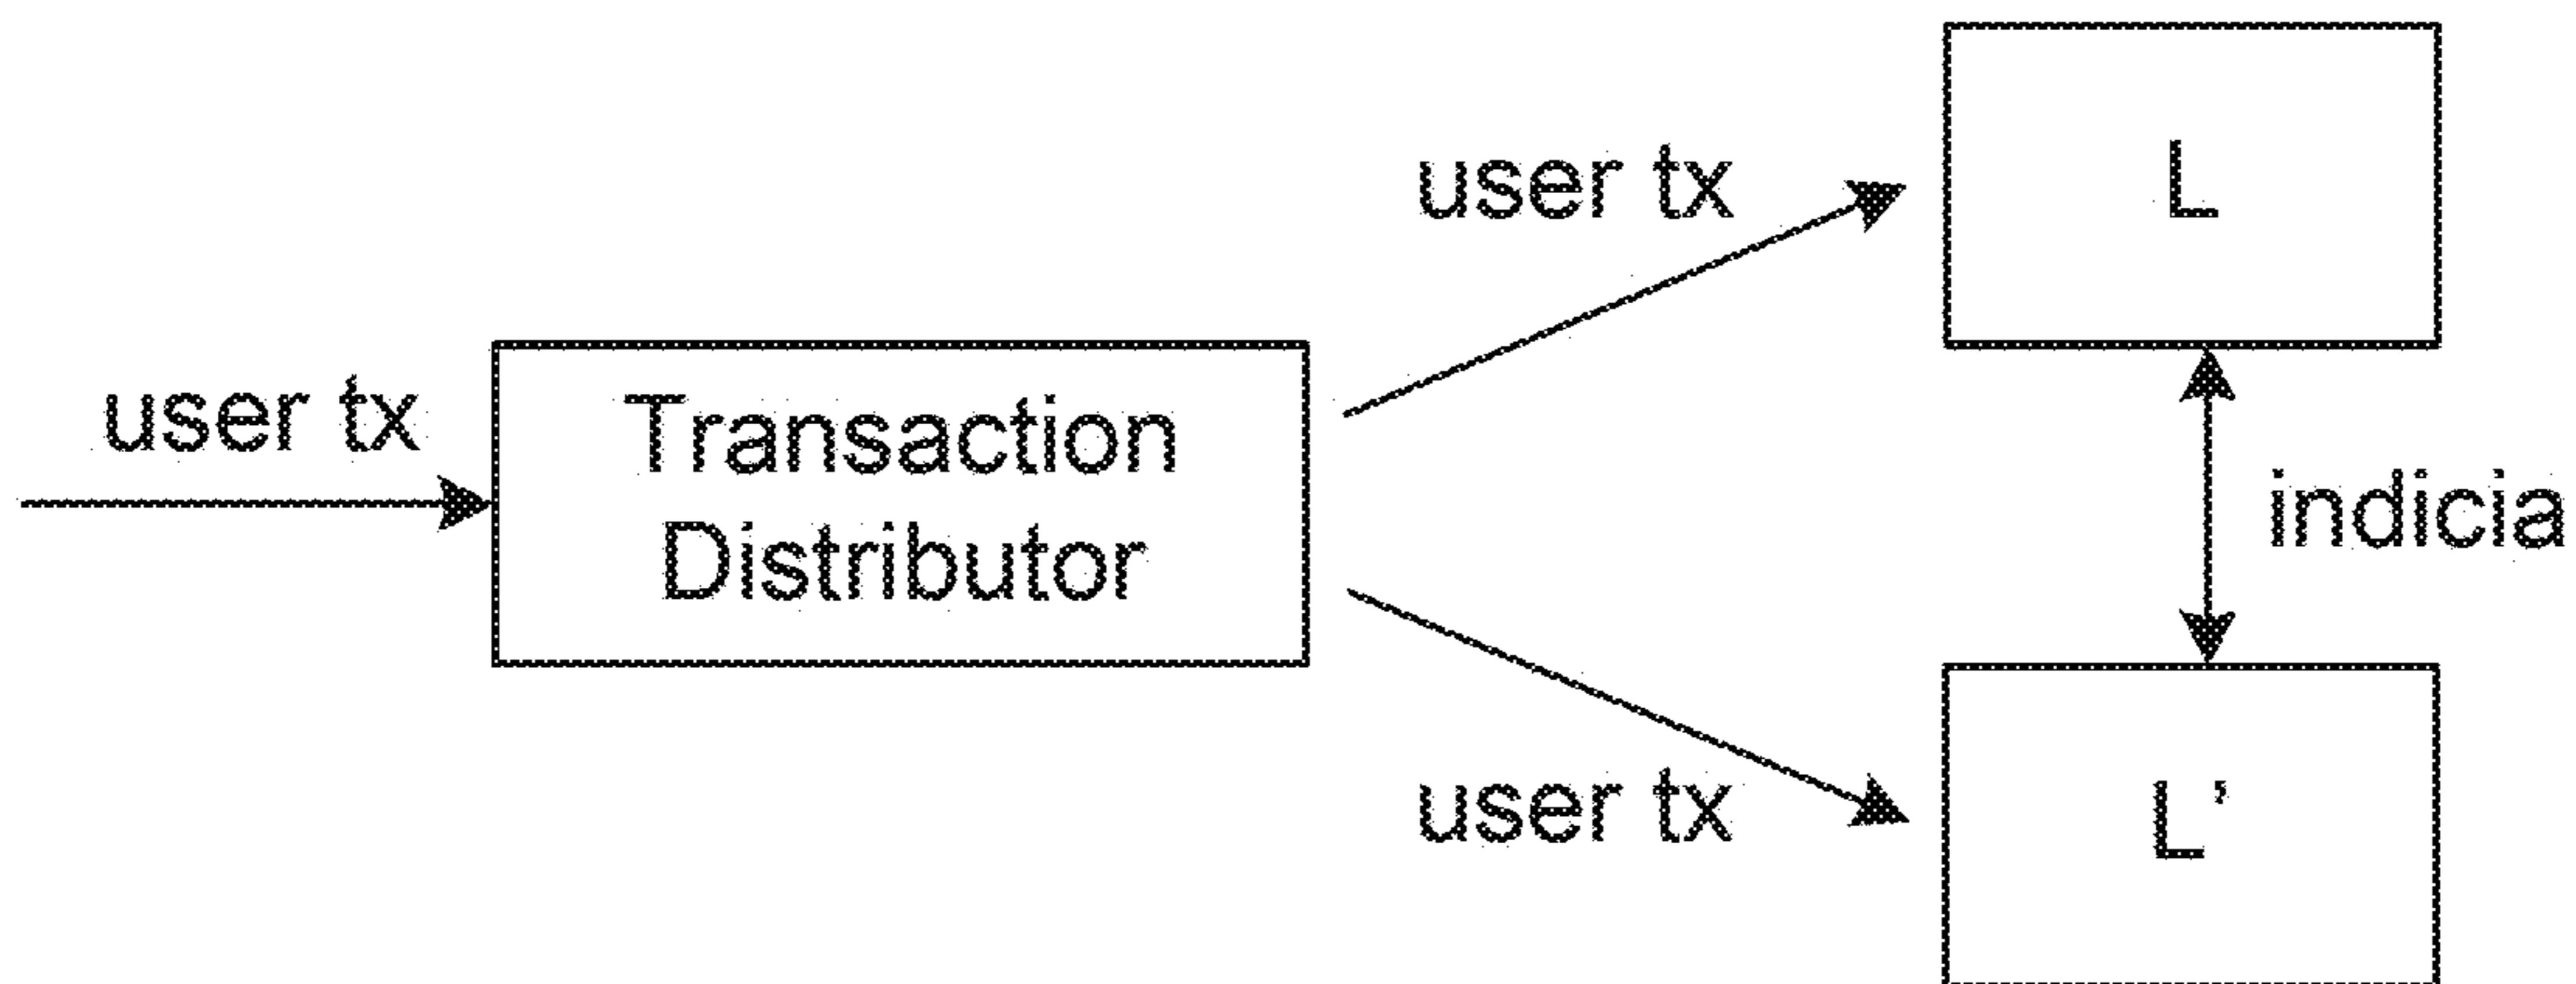 user tx
Transaction
Distributor
user tx
user tx
L
indicia
L’